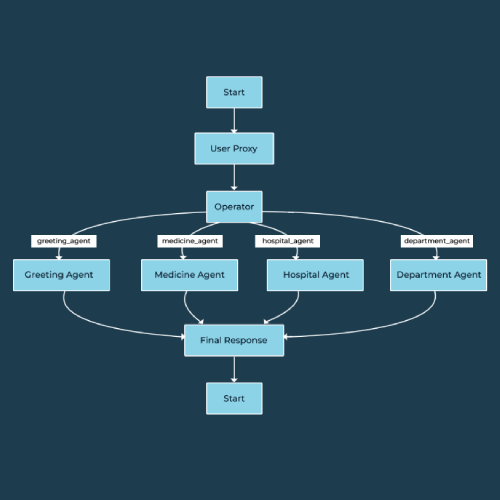 Start
User Proxy
Operator
greeting_agent
medicine_agent
hospital_agent
department_agent
Greeting Agent
Medicine Agent
Hospital Agent
Department Agent
Final Response
Start